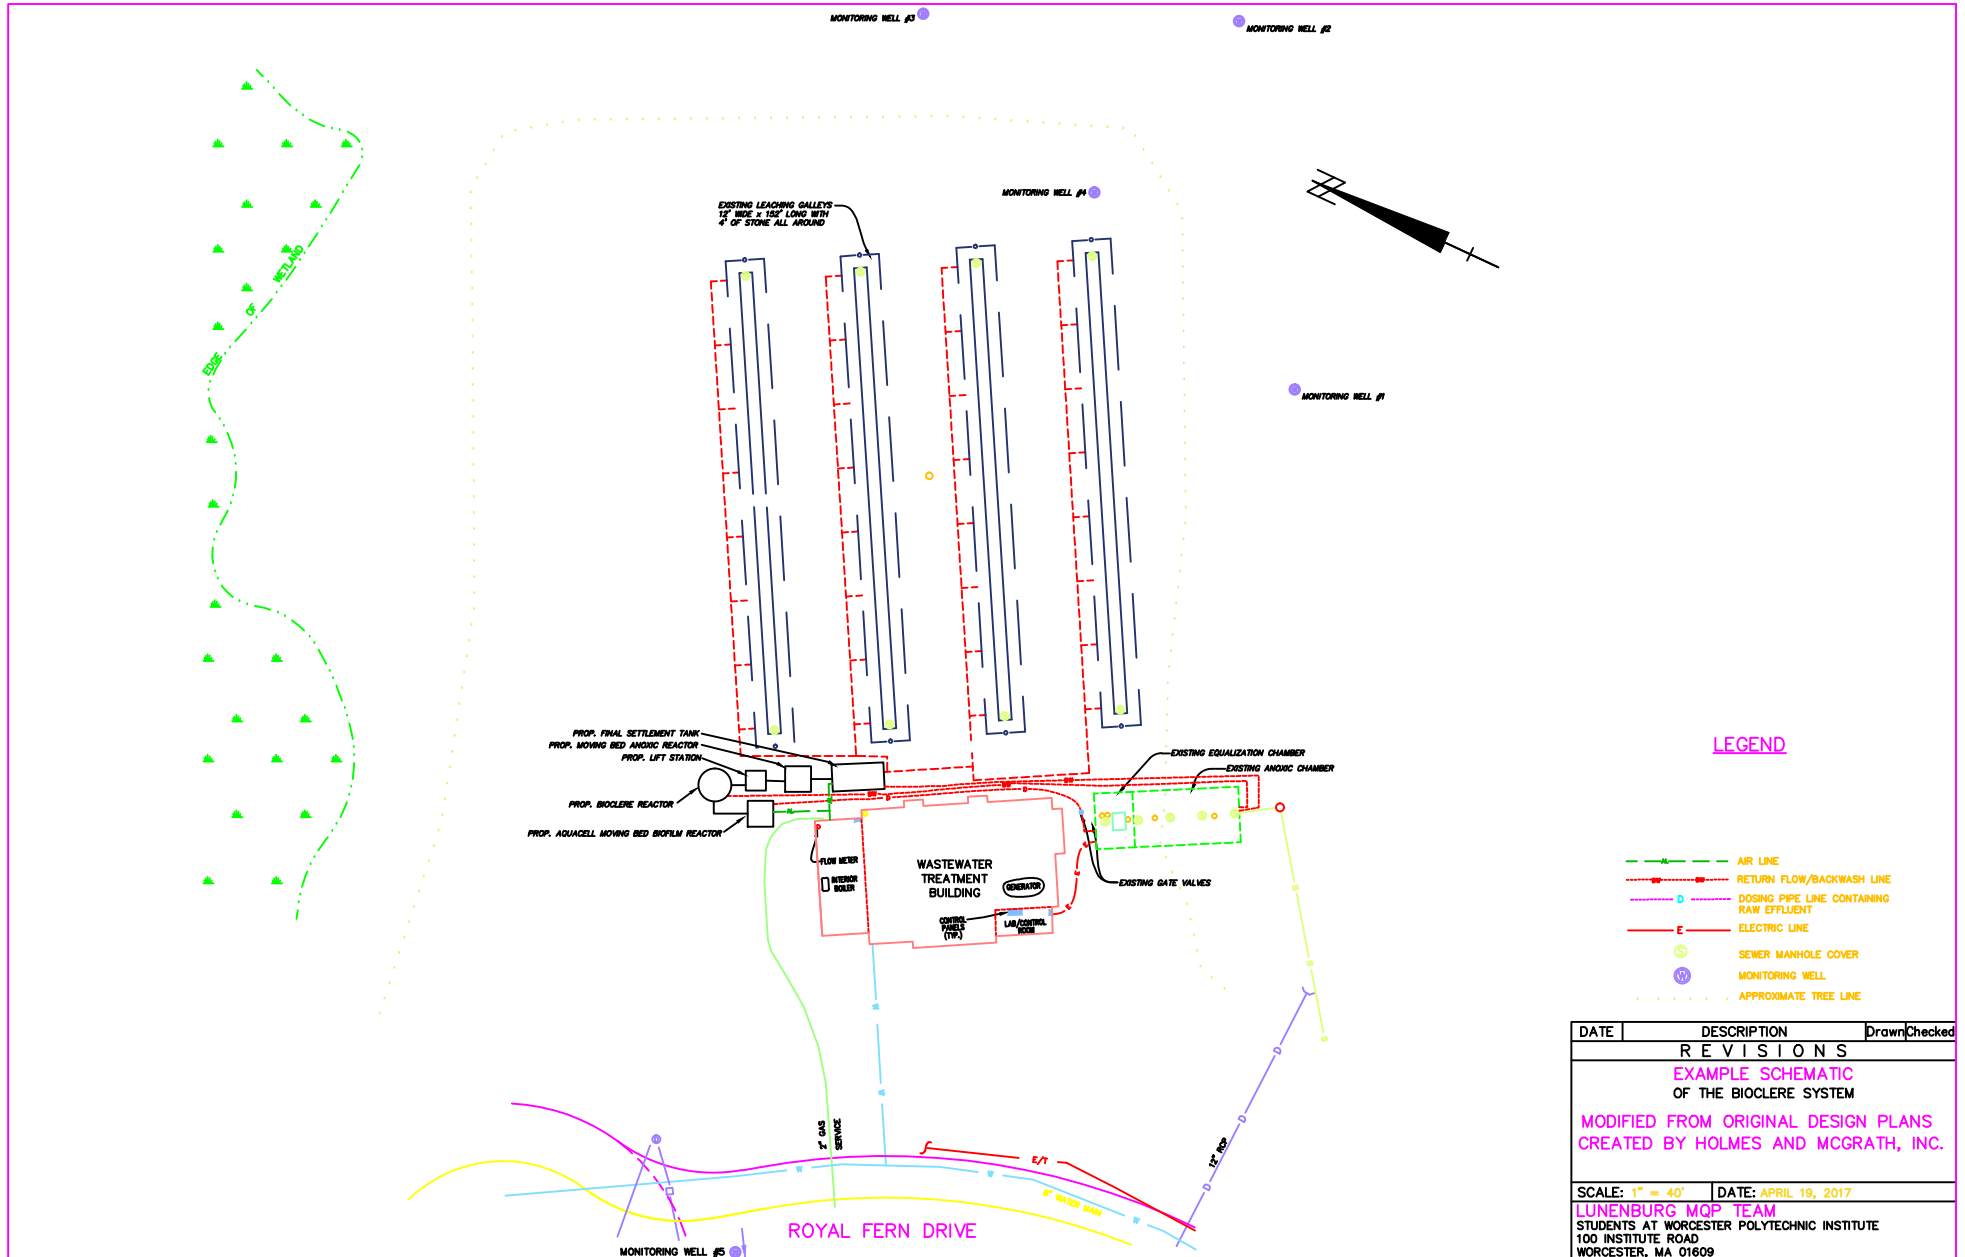 MONITORING WELL #3
MONITORING WELL #2
MONITORING WELL #4
EXISTING LEACHING GALLEYS
12' WIDE x 152' LONG WITH
4' OF STONE ALL AROUND
EDGE OF WETLAND
MONITORING WELL #1
PROP. FINAL SETTLEMENT TANK
PROP. MOVING BED ANOXIC REACTOR
PROP. LIFT STATION
PROP. BIOCLERE REACTOR
PROP. AQUACELL MOVING BED BIOFILM REACTOR
EXISTING EQUALIZATION CHAMBER
EXISTING ANOXIC CHAMBER
EXISTING GATE VALVES
FLOW METER
INTERIOR
BOILER
WASTEWATER
TREATMENT
BUILDING
GENERATOR
CONTROL
PANELS
(TYP.)
LAB/CONTROL
ROOM
LEGEND
AL AIR LINE
BW BW RETURN FLOW/BACKWASH LINE
D DOSING PIPE LINE CONTAINING
RAW EFFLUENT
E ELECTRIC LINE
S SEWER MANHOLE COVER
W MONITORING WELL
APPROXIMATE TREE LINE
2" GAS
SERVICE
E/T
12" RCP
8" WATER MAIN
ROYAL FERN DRIVE
MONITORING WELL #5
DATE DESCRIPTION Drawn Checked
REVISIONS
EXAMPLE SCHEMATIC
OF THE BIOCLERE SYSTEM
MODIFIED FROM ORIGINAL DESIGN PLANS
CREATED BY HOLMES AND MCGRATH, INC.
SCALE: 1" = 40' DATE: APRIL 19, 2017
LUNENBURG MQP TEAM
STUDENTS AT WORCESTER POLYTECHNIC INSTITUTE
100 INSTITUTE ROAD
WORCESTER, MA 01609